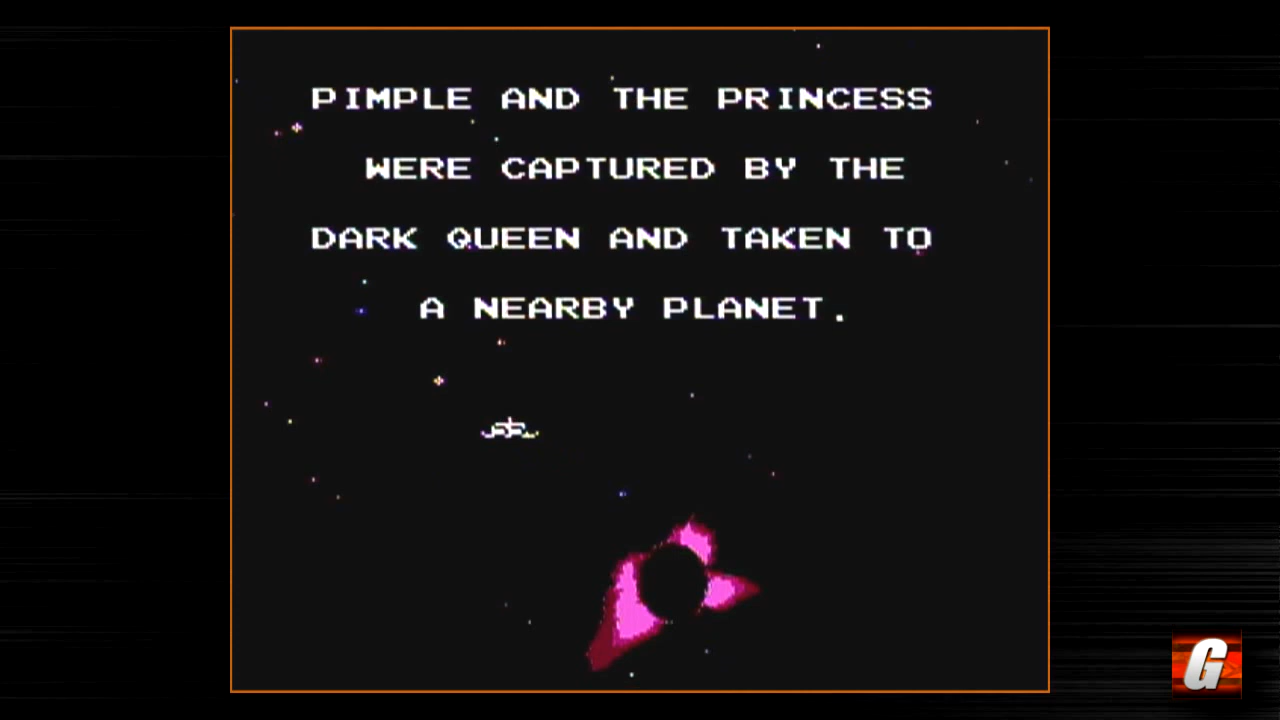 PIMPLE AND THE PRINCESS
WERE CAPTURED BY THE
DARK QUEEN AND TAKEN TO
A NEARBY PLANET.
G